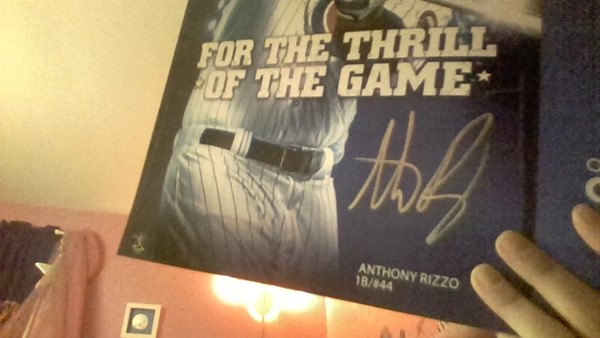 FOR THE THRILL
★OF THE GAME★
ANTHONY RIZZO
1B/#44